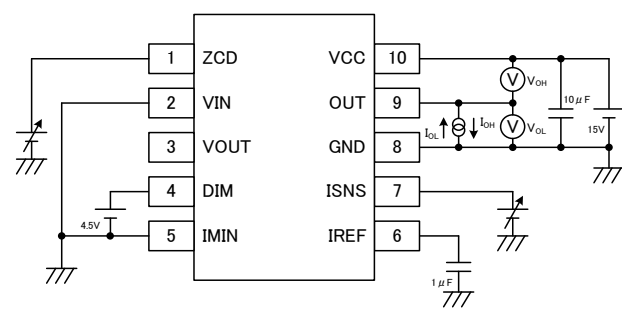 1 ZCD VCC 10
2 VIN OUT 9
3 VOUT GND 8
4 DIM ISNS 7
5 IMIN IREF 6
V VOH
V VOL
IOL IOH
10μF
15V
4.5V
1μF